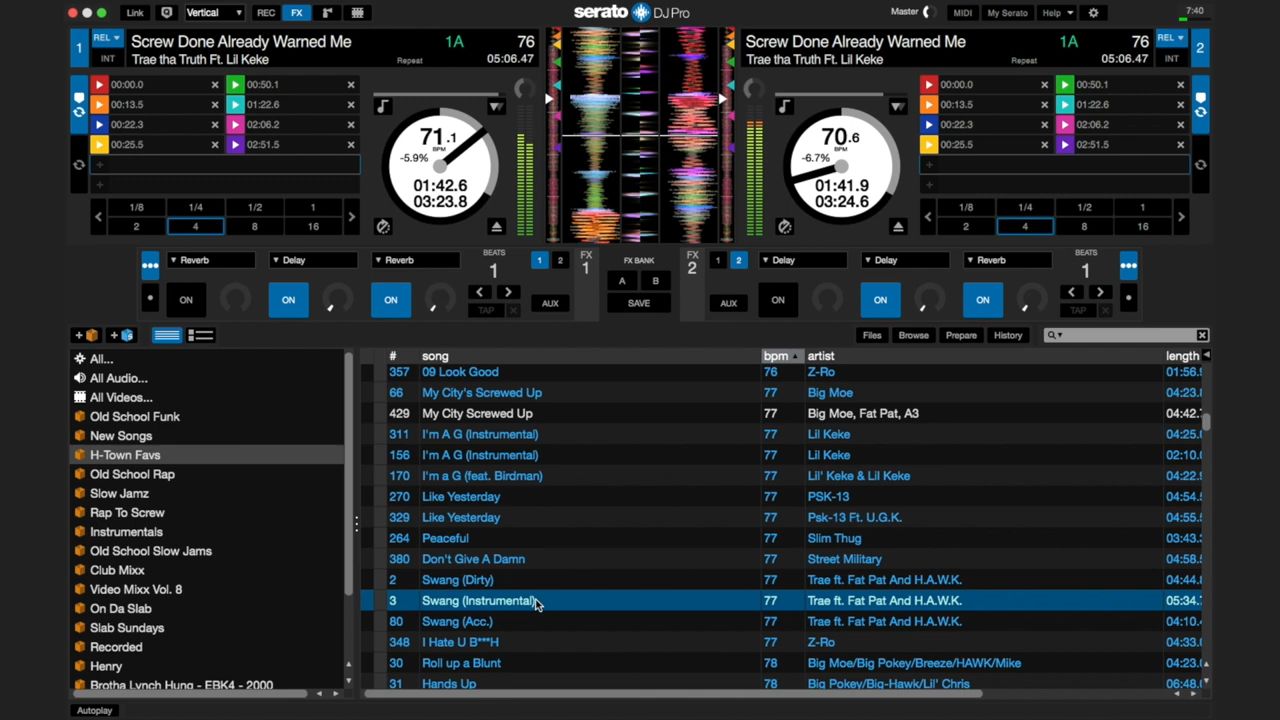 Link Vertical REC FX serato DJ Pro Master MIDI My Serato Help 7:40
1 REL Screw Done Already Warned Me 1A 76
INT Trae tha Truth Ft. Lil Keke Repeat 05:06.47
Screw Done Already Warned Me 1A 76 REL 2
Trae tha Truth Ft. Lil Keke Repeat 05:06.47 INT
00:00.0 00:50.1
00:13.5 01:22.6
00:22.3 02:06.2
00:25.5 02:51.5
71.1
BPM
-5.9%
01:42.6
03:23.8
70.6
BPM
-6.7%
01:41.9
03:24.6
00:00.0 00:50.1
00:13.5 01:22.6
00:22.3 02:06.2
00:25.5 02:51.5
1/8 1/4 1/2 1
2 4 8 16
1/8 1/4 1/2 1
2 4 8 16
Reverb Delay Reverb BEATS 1 1 2 FX 1 FX BANK FX 2 1 2 Delay Delay Reverb BEATS 1
A B
ON ON ON TAP AUX SAVE AUX ON ON ON TAP
Files Browse Prepare History
All...
All Audio...
All Videos...
Old School Funk
New Songs
H-Town Favs
Old School Rap
Slow Jamz
Rap To Screw
Instrumentals
Old School Slow Jams
Club Mixx
Video Mixx Vol. 8
On Da Slab
Slab Sundays
Recorded
Henry
Brotha Lynch Hung - EBK4 - 2000
# song bpm artist length
357 09 Look Good 76 Z-Ro 01:56.
66 My City's Screwed Up 77 Big Moe 04:23.
429 My City Screwed Up 77 Big Moe, Fat Pat, A3 04:42.
311 I'm A G (Instrumental) 77 Lil Keke 04:25.
156 I'm A G (Instrumental) 77 Lil Keke 02:10.
170 I'm a G (feat. Birdman) 77 Lil' Keke & Lil Keke 04:22.
270 Like Yesterday 77 PSK-13 04:54.
329 Like Yesterday 77 Psk-13 Ft. U.G.K. 04:55.
264 Peaceful 77 Slim Thug 03:43.
380 Don't Give A Damn 77 Street Military 04:58.
2 Swang (Dirty) 77 Trae ft. Fat Pat And H.A.W.K. 04:44.
3 Swang (Instrumental) 77 Trae ft. Fat Pat And H.A.W.K. 05:34.
80 Swang (Acc.) 77 Trae ft. Fat Pat And H.A.W.K. 04:10.
348 I Hate U B***H 77 Z-Ro 04:33.
30 Roll up a Blunt 78 Big Moe/Big Pokey/Breeze/HAWK/Mike 04:23.
31 Hands Up 78 Big Pokey/Big-Hawk/Lil' Chris 06:48.
Autoplay